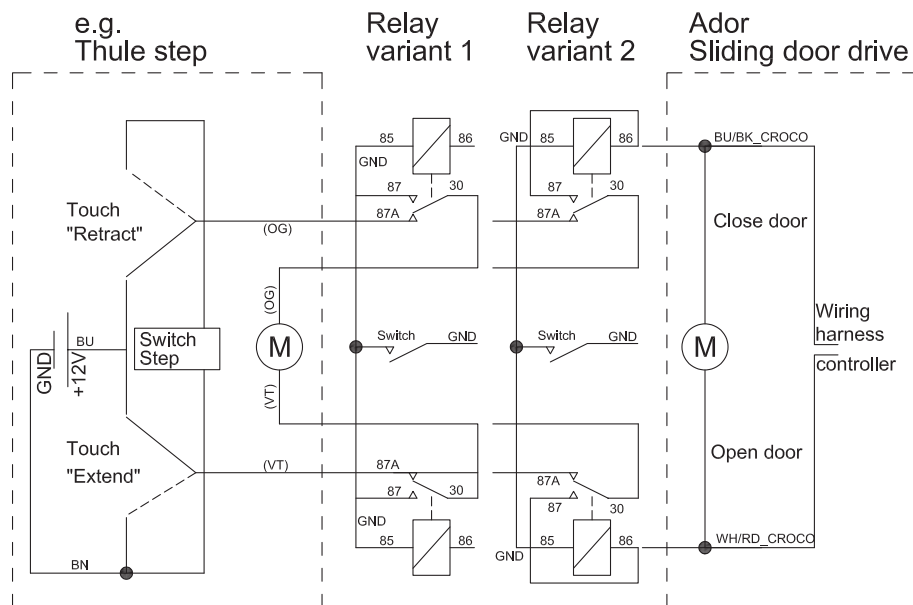 e.g.
Thule step
Relay
variant 1
Relay
variant 2
Ador
Sliding door drive
85
86
GND
87
30
87A
GND
85
86
87
30
87A
BU/BK_CROCO
Touch
"Retract"
(OG)
Close door
(OG)
GND
+12V
BU
Switch
Step
M
Switch
GND
Switch
GND
M
Wiring
harness
controller
(VT)
Touch
"Extend"
(VT)
87A
87
30
GND
85
86
87A
87
30
85
86
GND
Open door
WH/RD_CROCO
BN